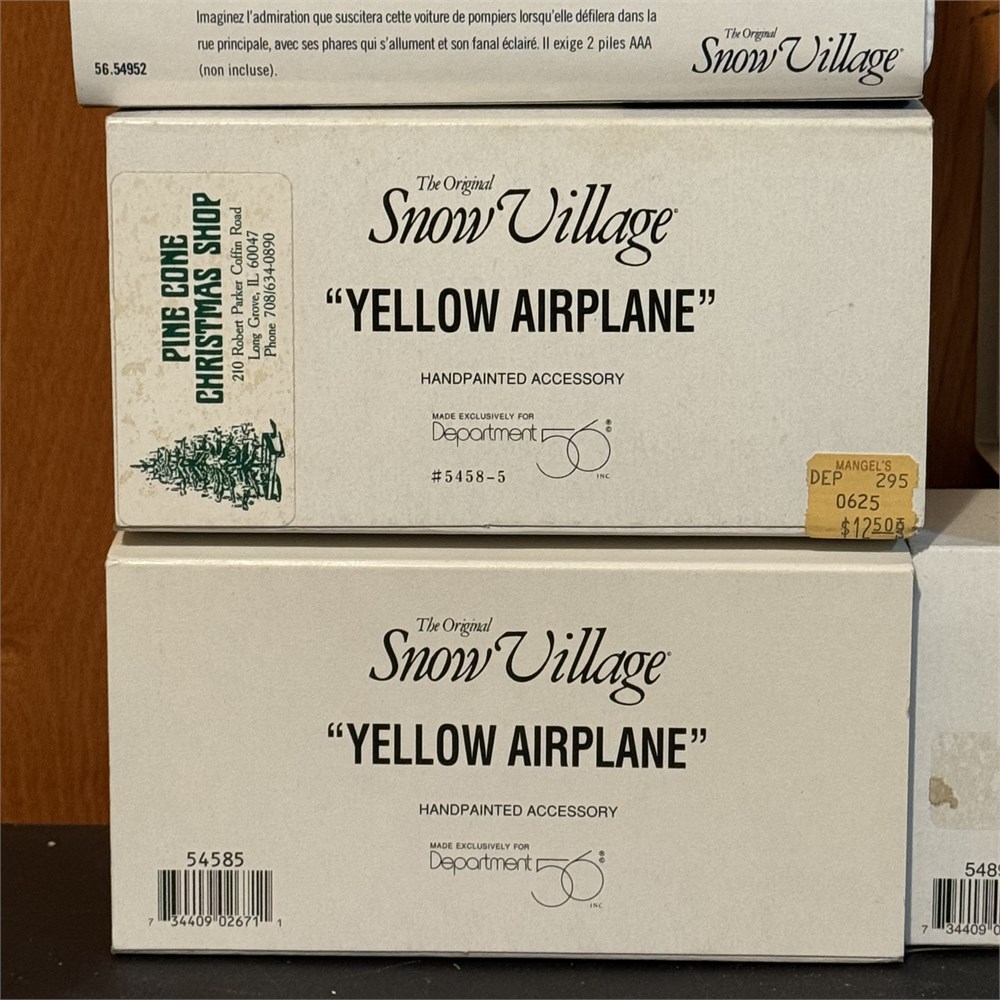 Imaginez l'admiration que suscitera cette voiture de pompiers lorsqu'elle défilera dans la
rue principale, avec ses phares qui s'allument et son fanal éclairé. Il exige 2 piles AAA
(non incluse).
56.54952
The Original
Snow Village
PINE CONE
CHRISTMAS SHOP
210 Robert Parker Coffin Road
Long Grove, IL 60047
Phone 708/634-0890
The Original
Snow Village
“YELLOW AIRPLANE”
HANDPAINTED ACCESSORY
MADE EXCLUSIVELY FOR
Department 56
INC
#5458-5
MANGEL'S
DEP 295
0625
$12.50
The Original
Snow Village
“YELLOW AIRPLANE”
HANDPAINTED ACCESSORY
MADE EXCLUSIVELY FOR
Department 56
INC
54585
7 34409 02671 1
548
7 34409 0